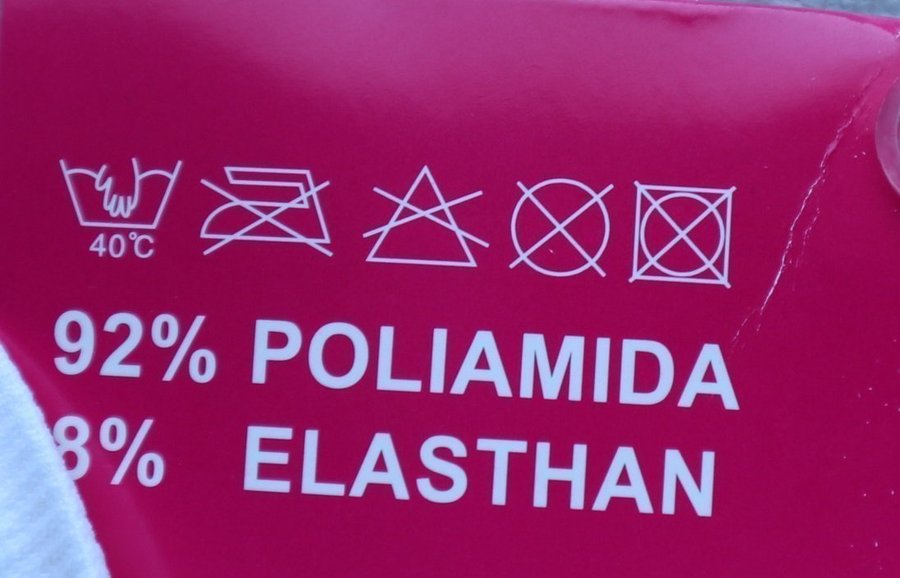 40°C
92% POLIAMIDA
8% ELASTHAN